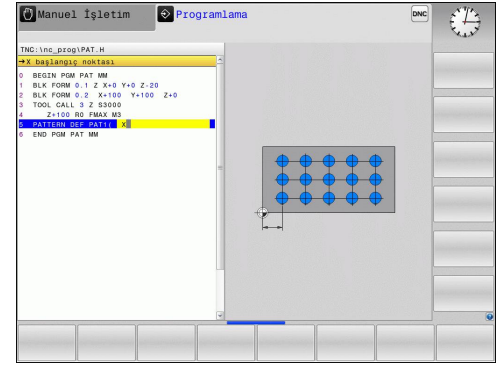 Manuel İşletim
Programlama
DNC
TNC:\nc_prog\PAT.H
→X başlangıç noktası
0 BEGIN PGM PAT MM
1 BLK FORM 0.1 Z X+0 Y+0 Z-20
2 BLK FORM 0.2 X+100 Y+100 Z+0
3 TOOL CALL 3 Z S3000
4 Z+100 R0 FMAX M3
5 PATTERN DEF PAT1( X
6 END PGM PAT MM